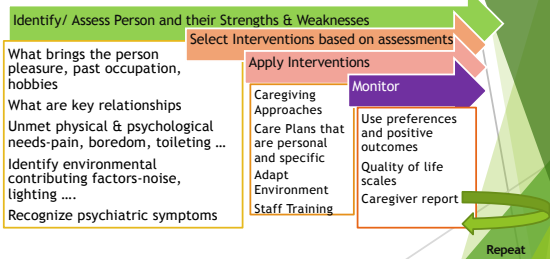 Identify/ Assess Person and their Strengths & Weaknesses
Select Interventions based on assessments
Apply Interventions
Monitor
What brings the person
pleasure, past occupation,
hobbies
What are key relationships
Unmet physical & psychological
needs-pain, boredom, toileting …
Identify environmental
contributing factors-noise,
lighting ….
Recognize psychiatric symptoms
Caregiving
Approaches
Care Plans that
are personal
and specific
Adapt
Environment
Staff Training
Use preferences
and positive
outcomes
Quality of life
scales
Caregiver report
Repeat